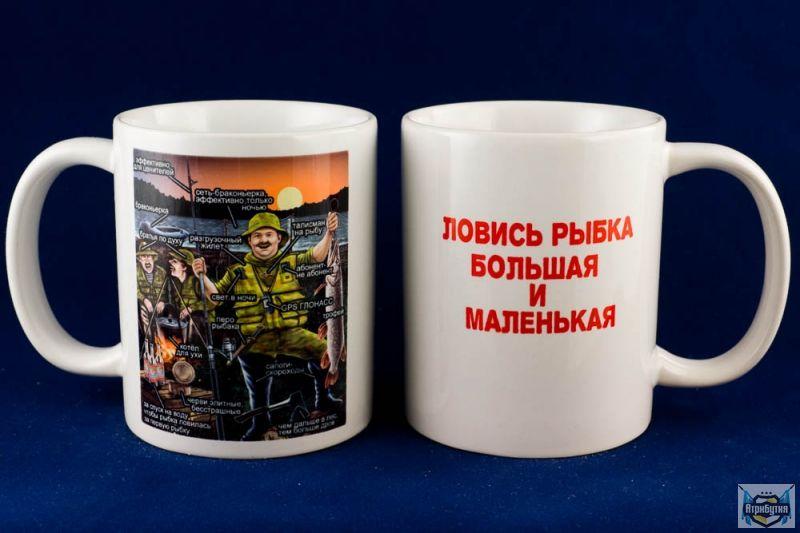 эффективно
для ценителей
сеть-браконьерка,
эффективно,только
ночью
браконьерка
талисман
на рыбу
братья по духу
разгрузочный
жилет
абонент-
не абонент
свет в ночи
GPS ГЛОНАСС
трофей
перо
рыбака
котёл
для ухи
сапоги-
скороходы
черви элитные,
бесстрашные
за спуск на воду,
чтобы рыбка ловилась
за первую рыбку
чем дальше в лес,
тем больше дров
ЛОВИСЬ РЫБКА
БОЛЬШАЯ
И
МАЛЕНЬКАЯ
Атрибутия